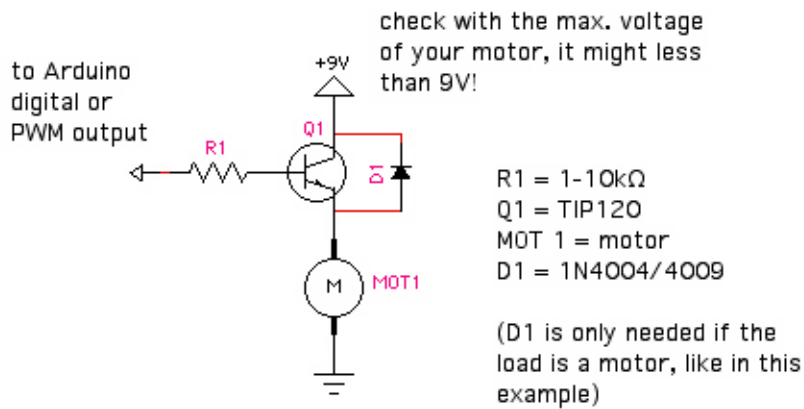 check with the max. voltage
of your motor, it might less
than 9V!
to Arduino
digital or
PWM output
+9V
Q1
R1
D1
M
MOT1
R1 = 1-10kΩ
Q1 = TIP120
MOT 1 = motor
D1 = 1N4004/4009
(D1 is only needed if the
load is a motor, like in this
example)